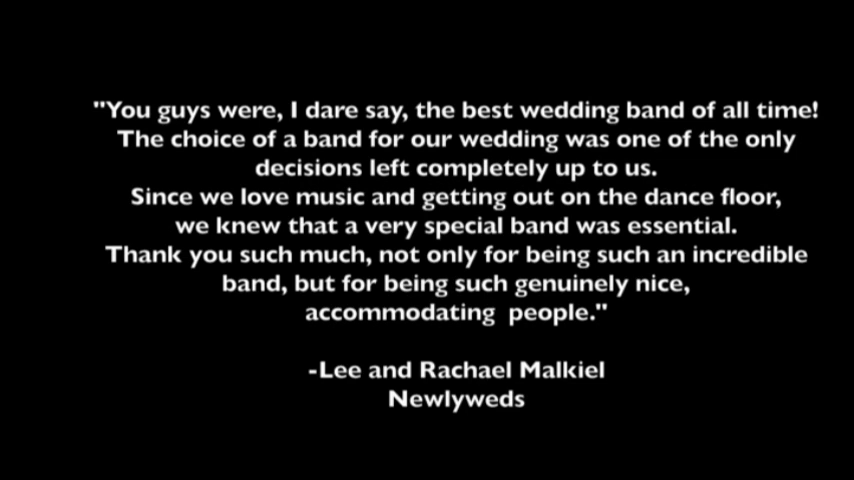 "You guys were, I dare say, the best wedding band of all time!
The choice of a band for our wedding was one of the only
decisions left completely up to us.
Since we love music and getting out on the dance floor,
we knew that a very special band was essential.
Thank you such much, not only for being such an incredible
band, but for being such genuinely nice,
accommodating  people."
-Lee and Rachael Malkiel
Newlyweds